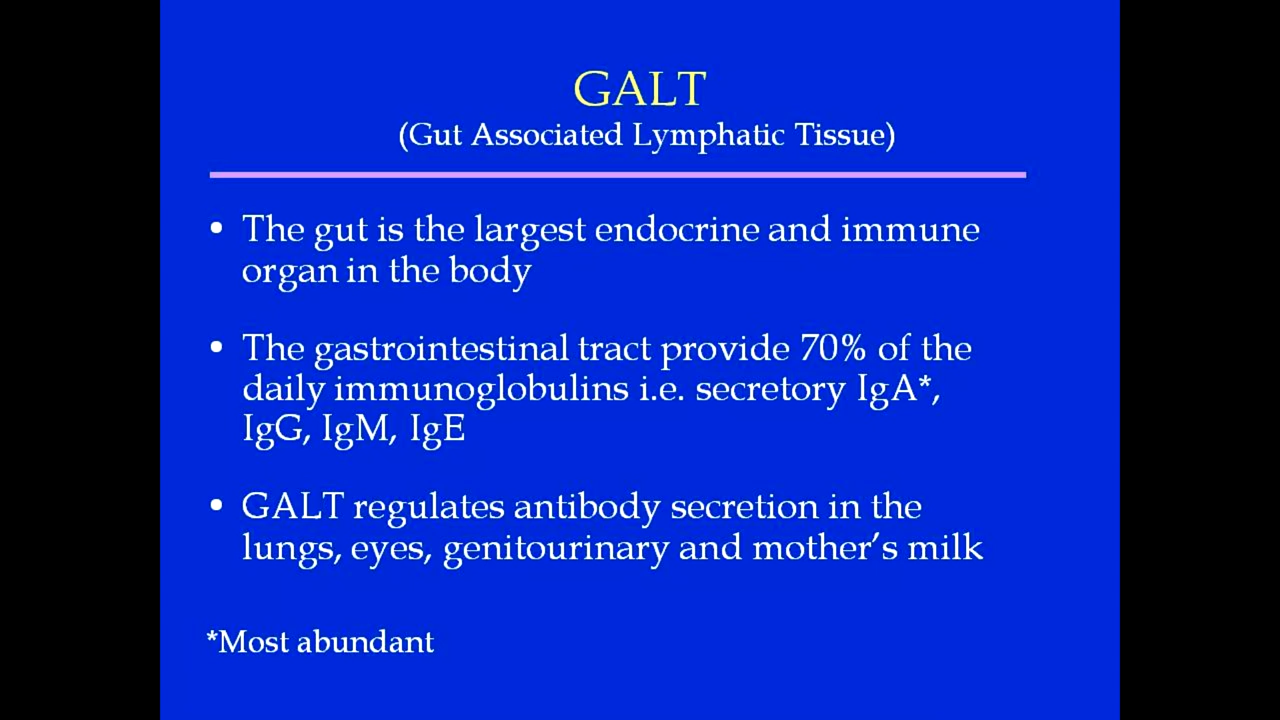 GALT
(Gut Associated Lymphatic Tissue)
• The gut is the largest endocrine and immune
organ in the body
• The gastrointestinal tract provide 70% of the
daily immunoglobulins i.e. secretory IgA*,
IgG, IgM, IgE
• GALT regulates antibody secretion in the
lungs, eyes, genitourinary and mother’s milk
*Most abundant